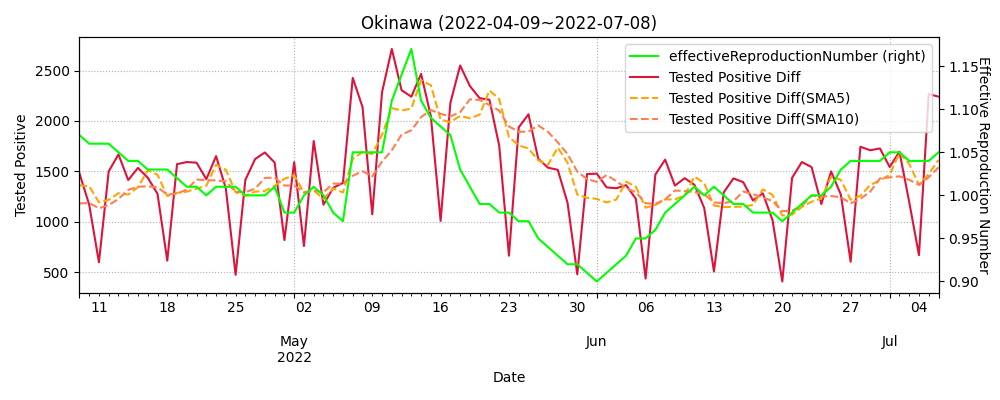 Okinawa (2022-04-09~2022-07-08)
effectiveReproductionNumber (right)
Tested Positive Diff
Tested Positive Diff(SMA5)
Tested Positive Diff(SMA10)
Tested Positive
2500
2000
1500
1000
500
1.15
1.10
1.05
1.00
0.95
0.90
Effective Reproduction Number
11 18 25 02 09 16 23 30 06 13 20 27 04
May Jun Jul
2022
Date